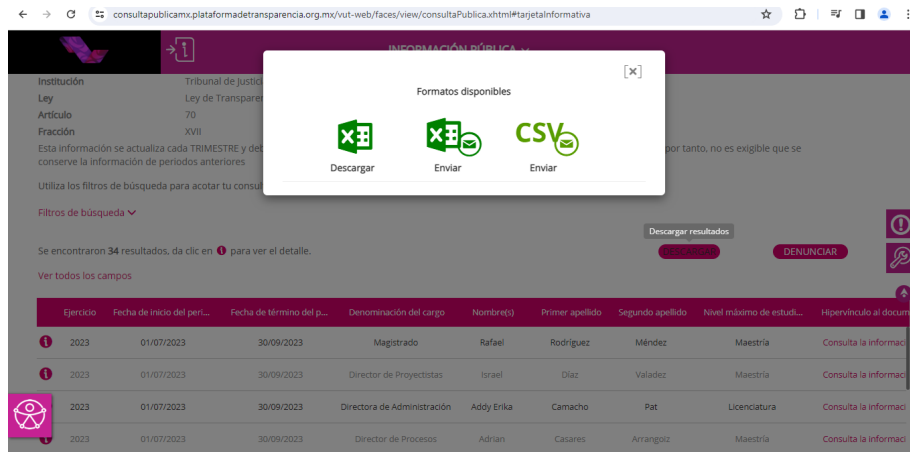 consultapublicamx.plataformadetransparencia.org.mx/vut-web/faces/view/consultaPublica.xhtml#tarjetaInformativa
INFORMACIÓN PÚBLICA
[×]
Formatos disponibles
Descargar
Enviar
CSV
Enviar
Institución Tribunal de Justici
Ley Ley de Transparen
Artículo 70
Fracción XVII
Esta información se actualiza cada TRIMESTRE y deb por tanto, no es exigible que se
conserve la información de periodos anteriores
Utiliza los filtros de búsqueda para acotar tu consul
Filtros de búsqueda
Descargar resultados
Se encontraron 34 resultados, da clic en i para ver el detalle.
DESCARGAR DENUNCIAR
Ver todos los campos
Ejercicio Fecha de inicio del peri... Fecha de término del p... Denominación del cargo Nombre(s) Primer apellido Segundo apellido Nivel máximo de estudi... Hipervínculo al docum
2023 01/07/2023 30/09/2023 Magistrado Rafael Rodríguez Méndez Maestría Consulta la informaci
2023 01/07/2023 30/09/2023 Director de Proyectistas Israel Díaz Valadez Maestría Consulta la informaci
2023 01/07/2023 30/09/2023 Directora de Administración Addy Erika Camacho Pat Licenciatura Consulta la informaci
2023 01/07/2023 30/09/2023 Director de Procesos Adrian Casares Arrangoiz Maestría Consulta la informaci